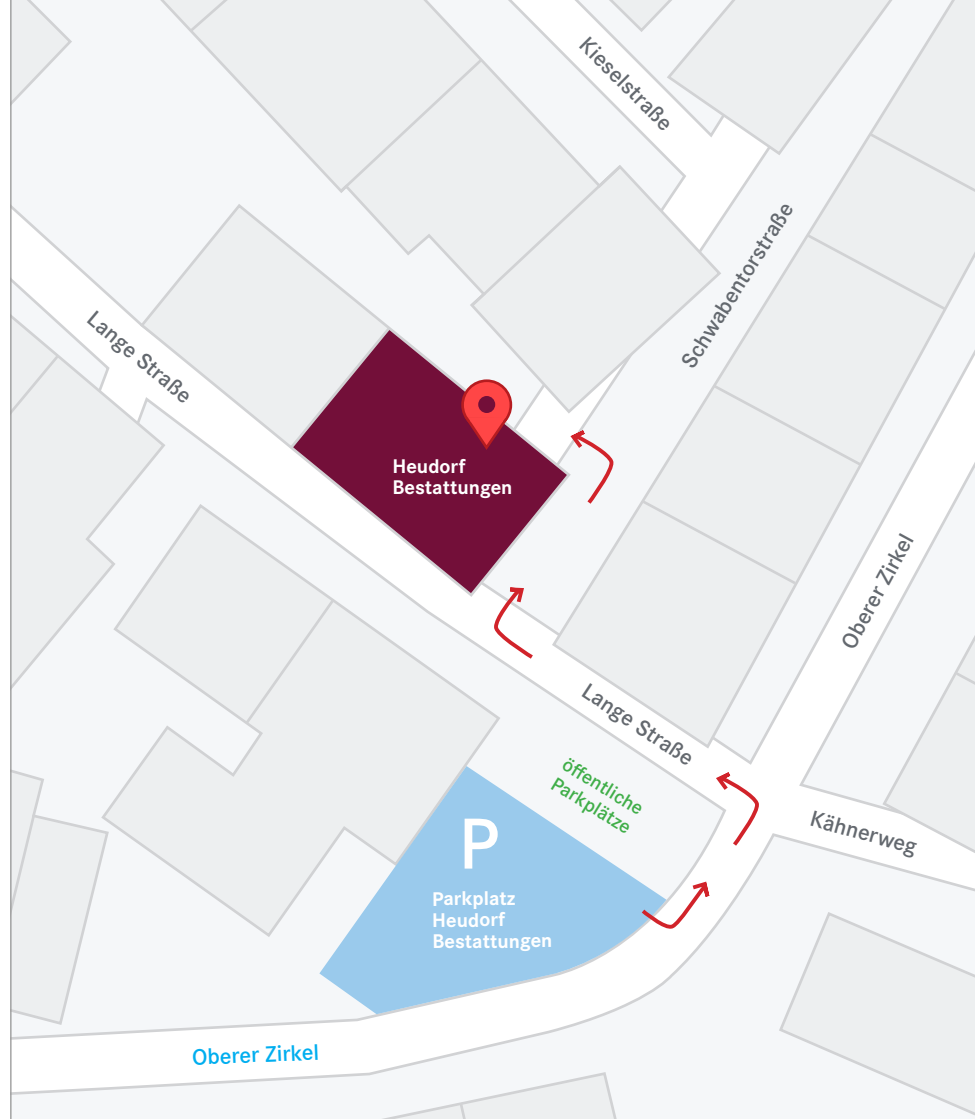 Kieselstraße
Schwabentorstraße
Lange Straße
Heudorf
Bestattungen
Oberer Zirkel
Lange Straße
öffentliche
Parkplätze
Kähnerweg
P
Parkplatz
Heudorf
Bestattungen
Oberer Zirkel